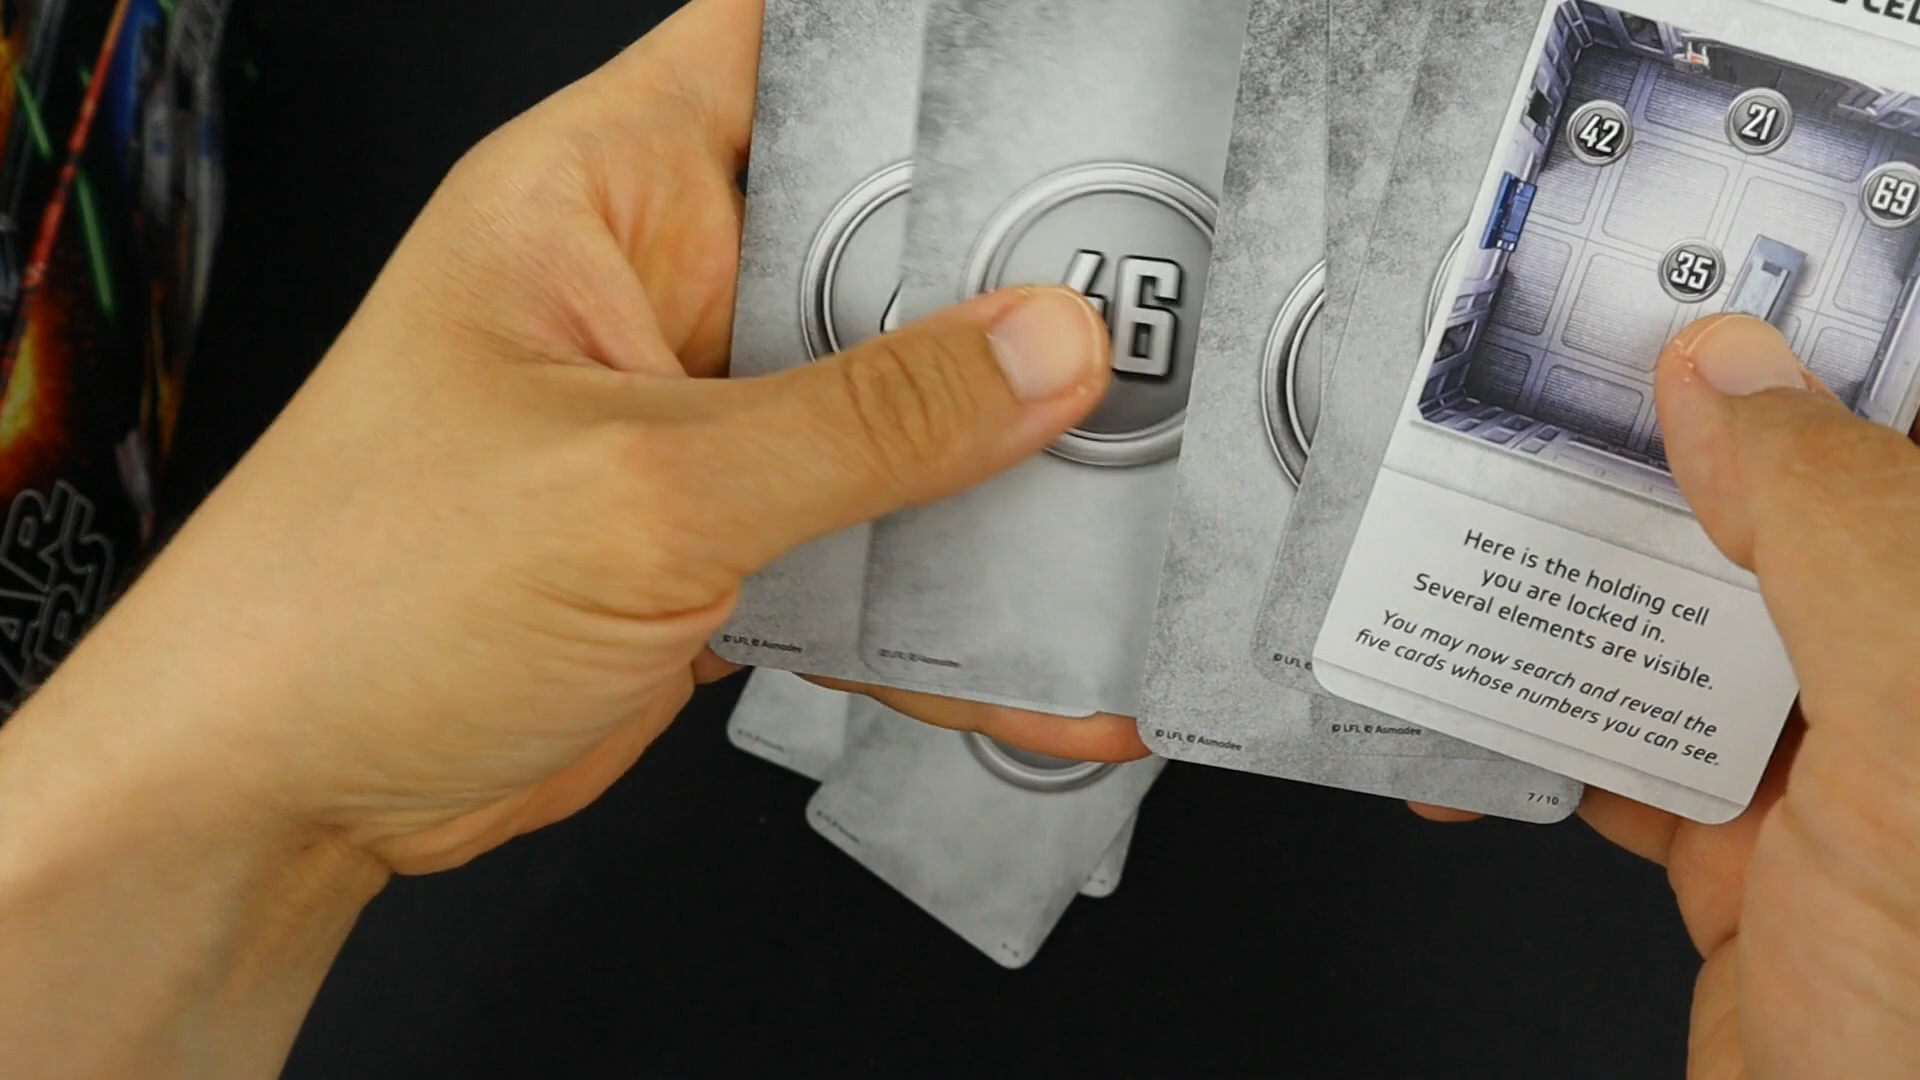 42
21
69
35
46
Here is the holding cell
you are locked in.
Several elements are visible.
You may now search and reveal the
five cards whose numbers you can see.
© LFL © Asmodee
© LFL © Asmodee
© LFL ©
© LFL © Asmodee
© LFL © Asmodee
7 / 10